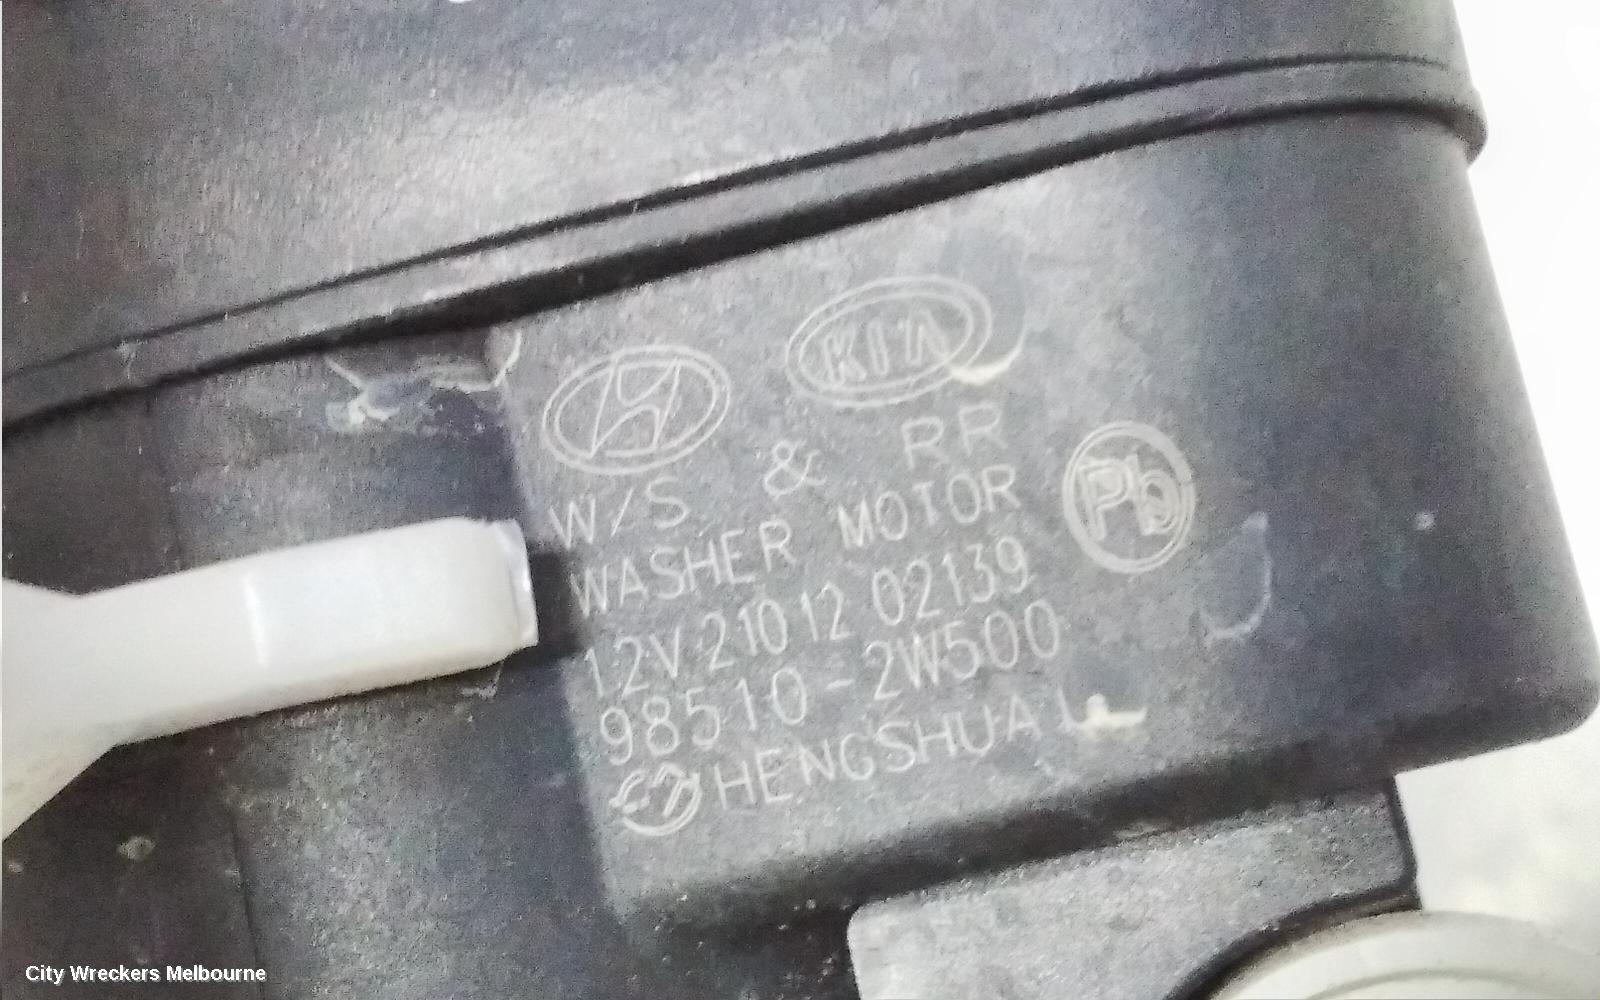 KIA
W/S & RR
WASHER MOTOR
Pb
12V 21012 02139
98510-2W500
HENGSHUAI
City Wreckers Melbourne